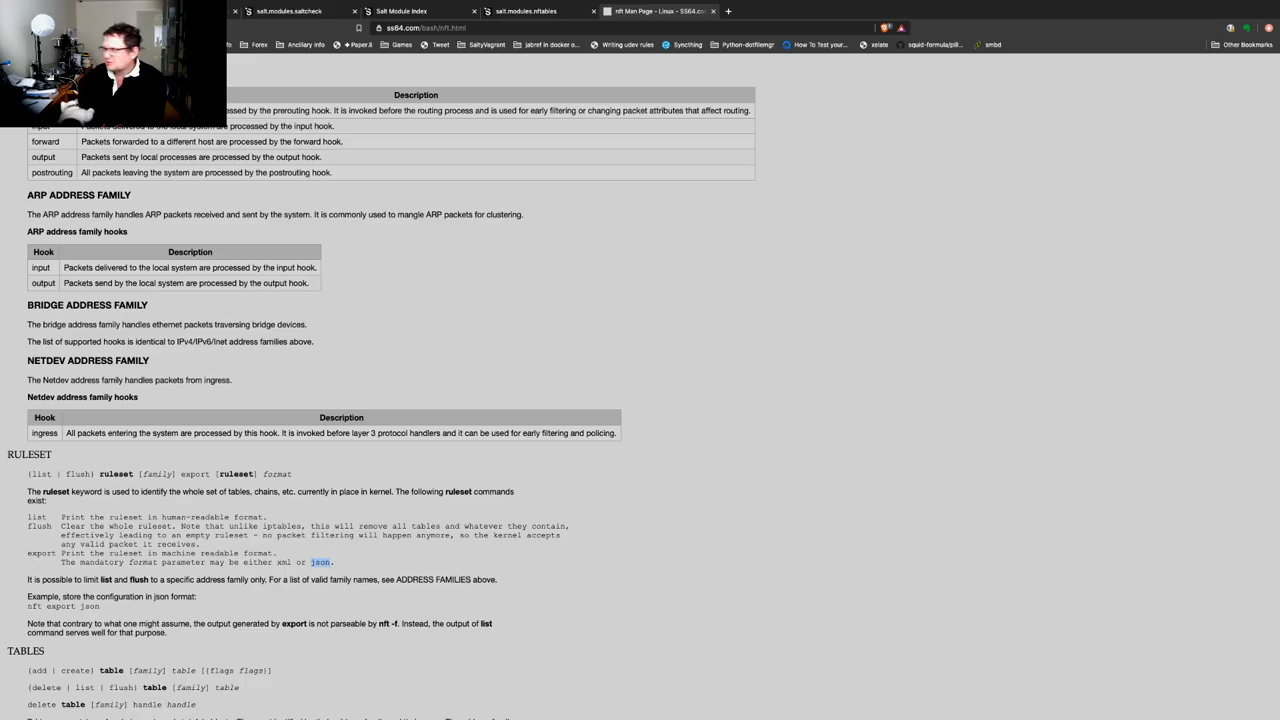 salt.modules.saltcheck
Salt Module Index
salt.modules.nftables
nft Man Page - Linux - SS64.co
ss64.com/bash/nft.html
Forex
Ancillary Info
Paper.li
Games
Tweet
SaltyVagrant
jabref in docker o...
Writing udev rules
Syncthing
Python-dotfilemgr
How To Test your...
xelate
squid-formula/pill...
smbd
Other Bookmarks
Description
essed by the prerouting hook. It is invoked before the routing process and is used for early filtering or changing packet attributes that affect routing.
input Packets delivered to the local system are processed by the input hook.
forward Packets forwarded to a different host are processed by the forward hook.
output Packets sent by local processes are processed by the output hook.
postrouting All packets leaving the system are processed by the postrouting hook.
ARP ADDRESS FAMILY
The ARP address family handles ARP packets received and sent by the system. It is commonly used to mangle ARP packets for clustering.
ARP address family hooks
Hook Description
input Packets delivered to the local system are processed by the input hook.
output Packets send by the local system are processed by the output hook.
BRIDGE ADDRESS FAMILY
The bridge address family handles ethernet packets traversing bridge devices.
The list of supported hooks is identical to IPv4/IPv6/Inet address families above.
NETDEV ADDRESS FAMILY
The Netdev address family handles packets from ingress.
Netdev address family hooks
Hook Description
ingress All packets entering the system are processed by this hook. It is invoked before layer 3 protocol handlers and it can be used for early filtering and policing.
RULESET
{list | flush} ruleset [family] export [ruleset] format
The ruleset keyword is used to identify the whole set of tables, chains, etc. currently in place in kernel. The following ruleset commands
exist:
list Print the ruleset in human-readable format.
flush Clear the whole ruleset. Note that unlike iptables, this will remove all tables and whatever they contain,
effectively leading to an empty ruleset - no packet filtering will happen anymore, so the kernel accepts
any valid packet it receives.
export Print the ruleset in machine readable format.
The mandatory format parameter may be either xml or json.
It is possible to limit list and flush to a specific address family only. For a list of valid family names, see ADDRESS FAMILIES above.
Example, store the configuration in json format:
nft export json
Note that contrary to what one might assume, the output generated by export is not parseable by nft -f. Instead, the output of list
command serves well for that purpose.
TABLES
{add | create} table [family] table [{flags flags}]
{delete | list | flush} table [family] table
delete table [family] handle handle